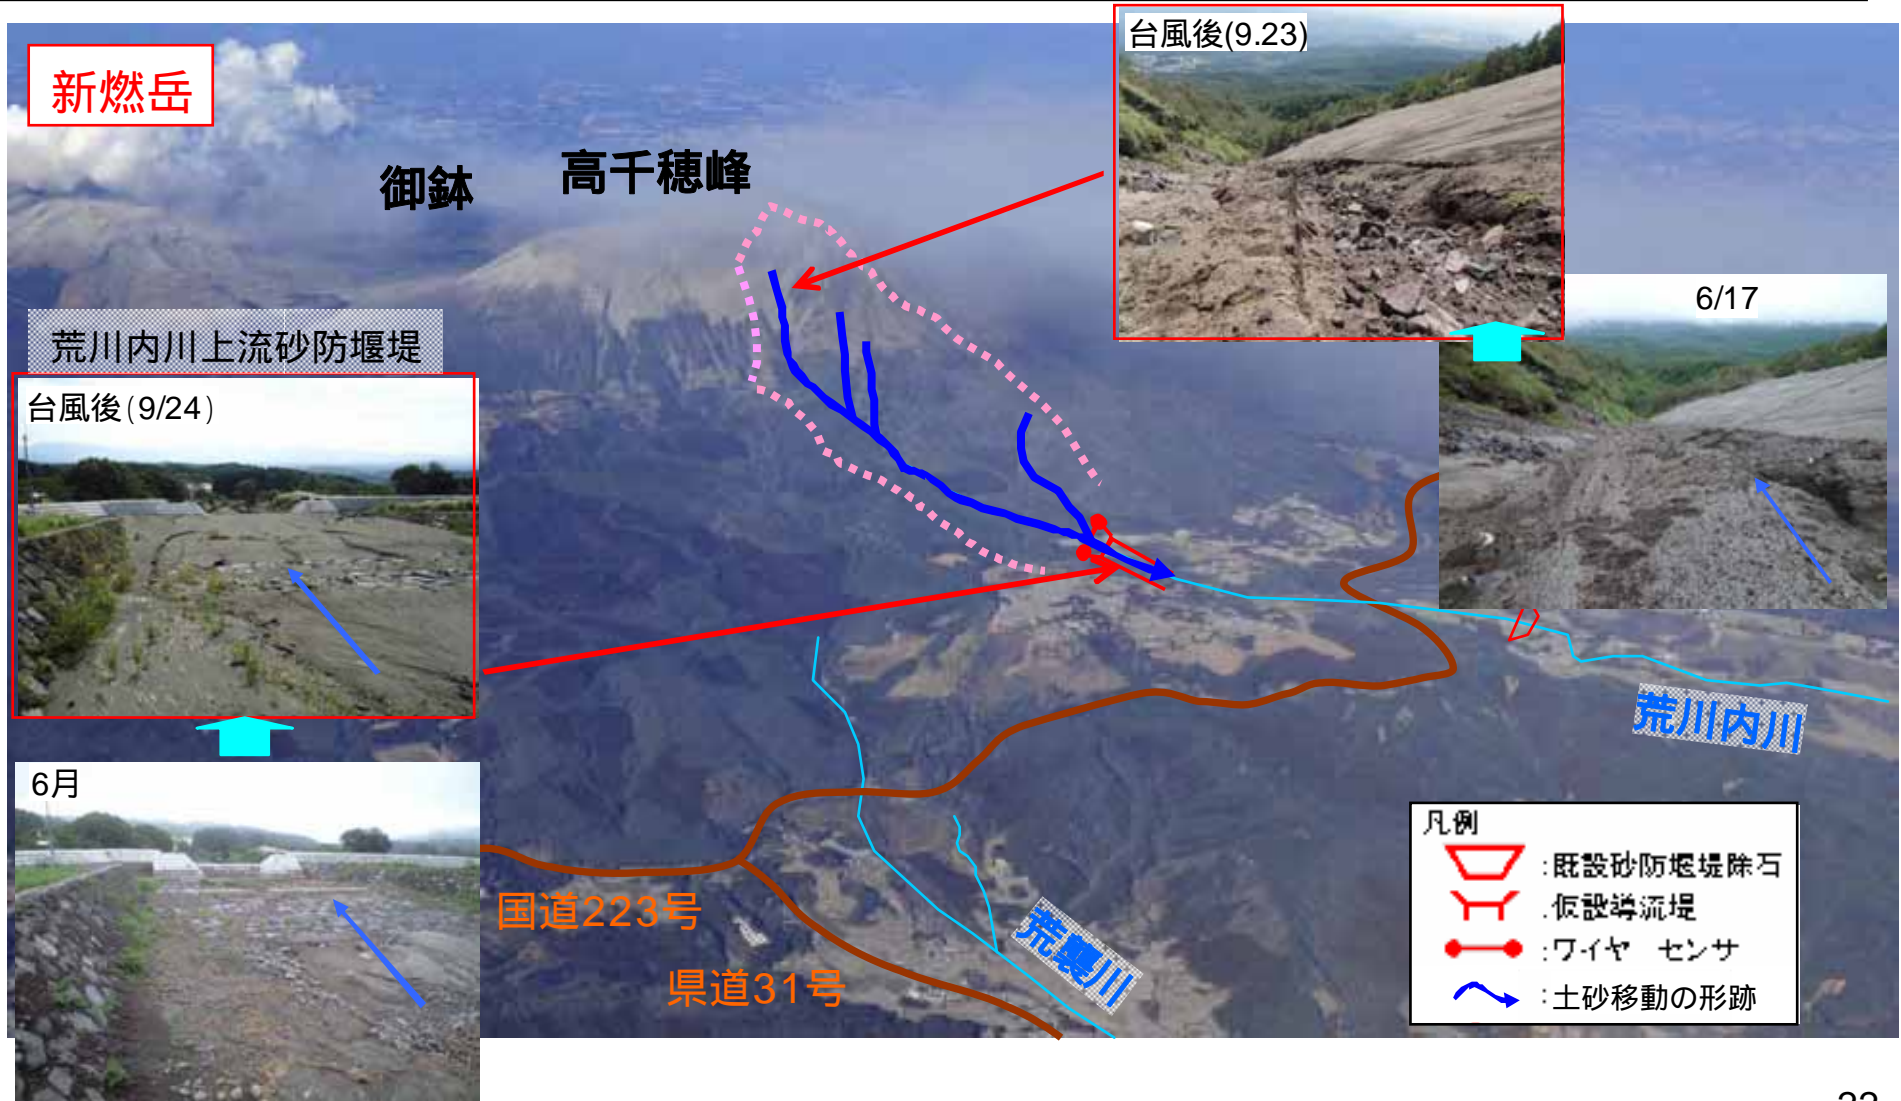 新燃岳
御鉢
高千穂峰
台風後(9.23)
6/17
荒川内川上流砂防堰堤
台風後(9/24)
6月
荒川内川
国道223号
県道31号
荒襲川
凡例
:既設砂防堰堤除石
:仮設導流堤
:ワイヤ センサ
:土砂移動の形跡